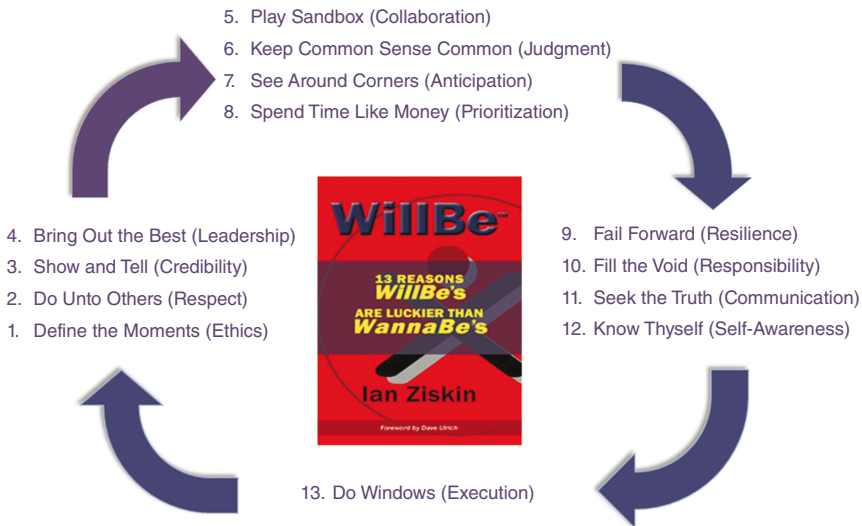 5. Play Sandbox (Collaboration)
6. Keep Common Sense Common (Judgment)
7. See Around Corners (Anticipation)
8. Spend Time Like Money (Prioritization)
4. Bring Out the Best (Leadership)
3. Show and Tell (Credibility)
2. Do Unto Others (Respect)
1. Define the Moments (Ethics)
WillBe™
13 REASONS
WillBe's
ARE LUCKIER THAN
WannaBe's
Ian Ziskin
Foreword by Dave Ulrich
9. Fail Forward (Resilience)
10. Fill the Void (Responsibility)
11. Seek the Truth (Communication)
12. Know Thyself (Self-Awareness)
13. Do Windows (Execution)